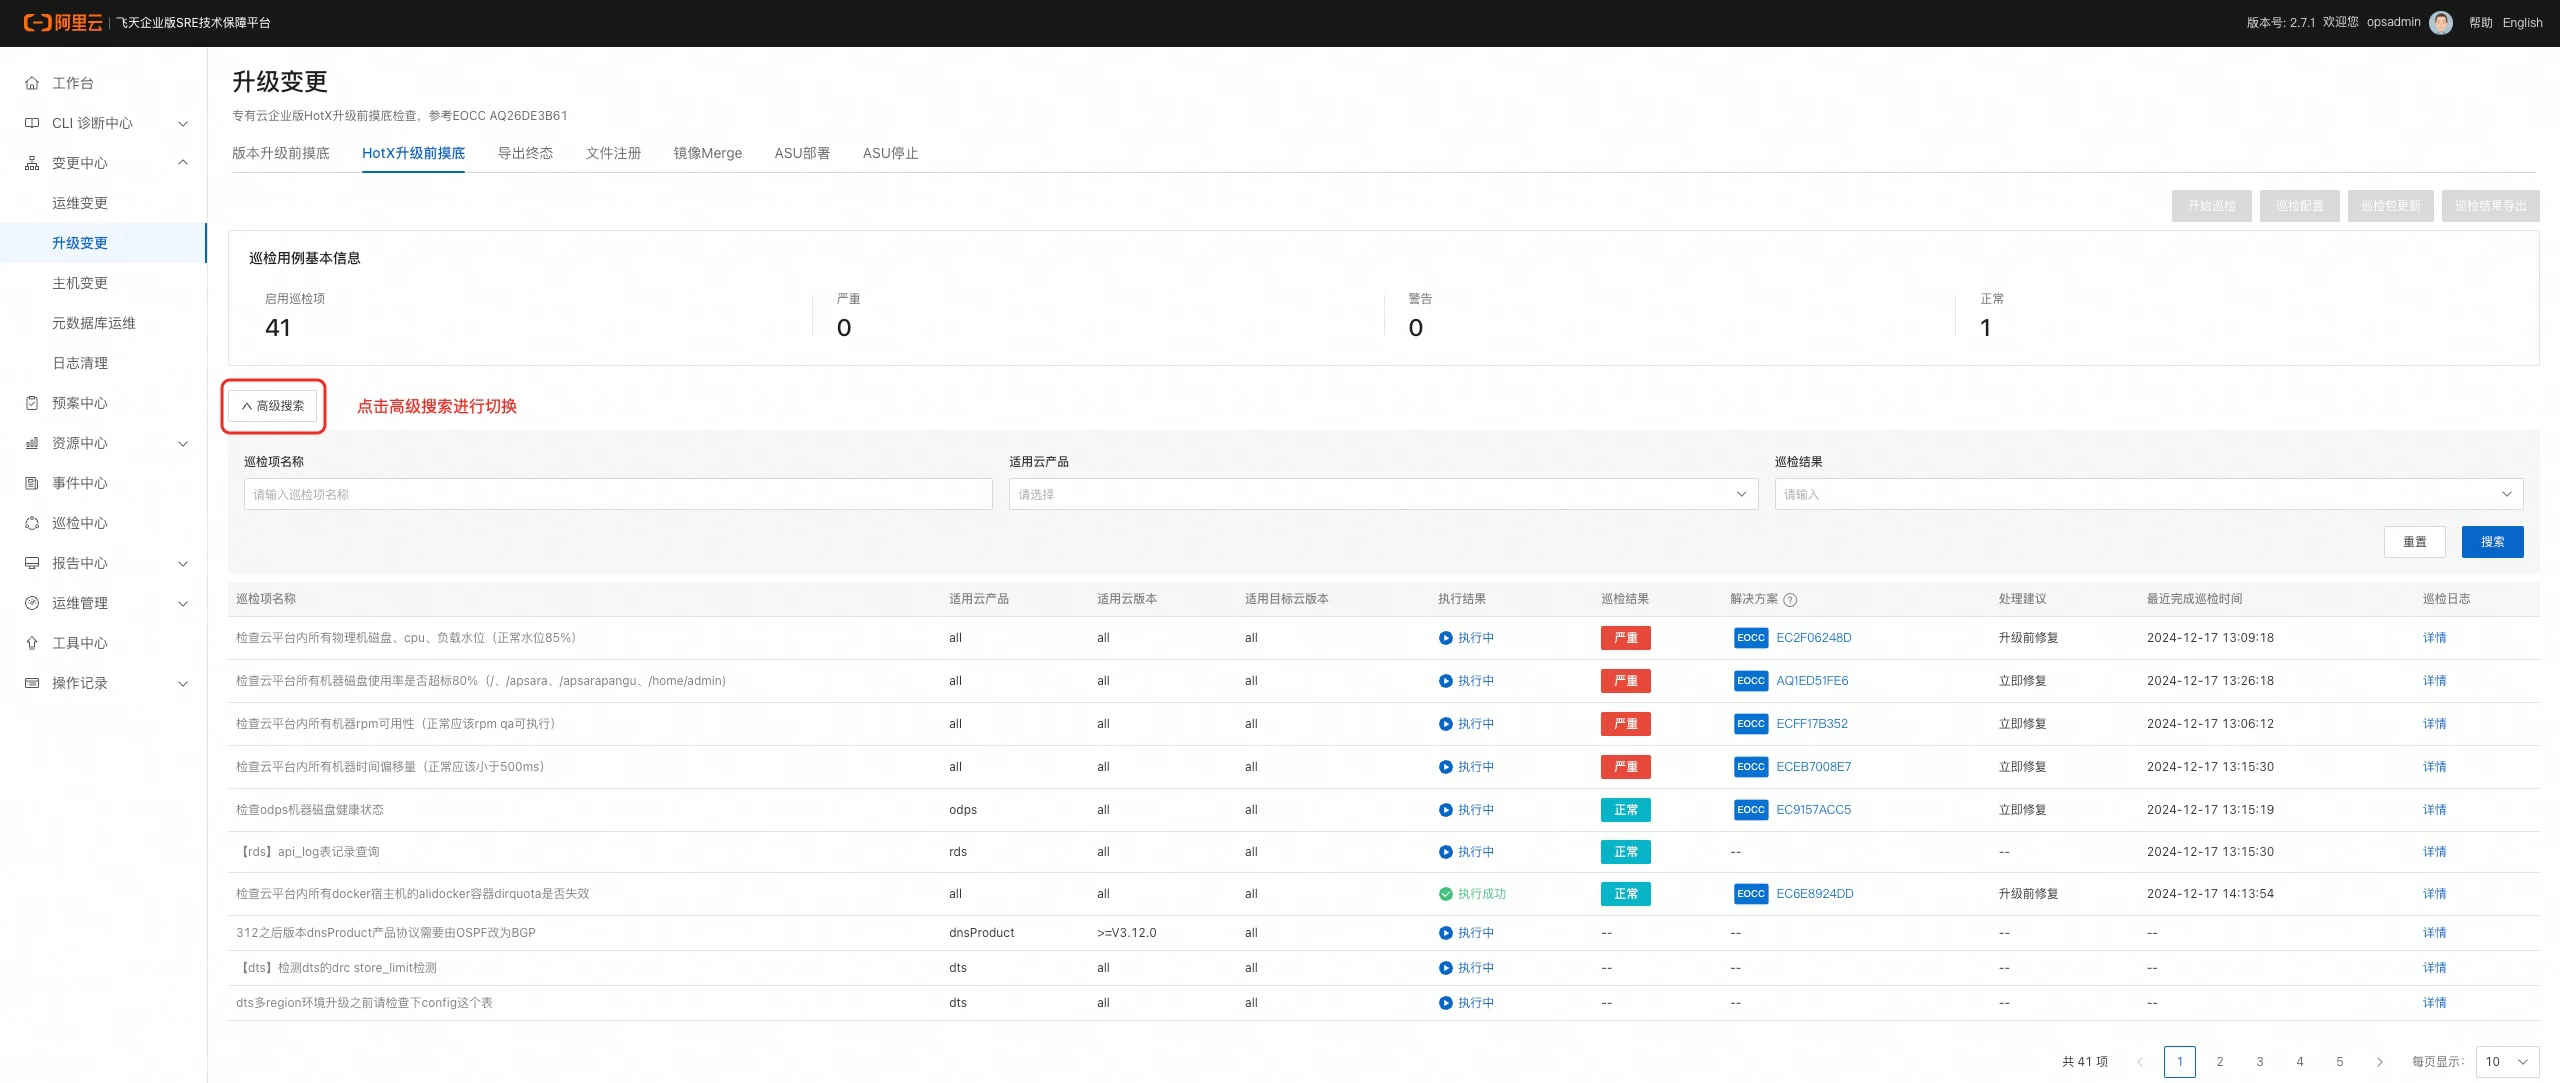 阿里云 飞天企业版SRE技术保障平台
版本号: 2.7.1 欢迎您 opsadmin 帮助 English
工作台
CLI 诊断中心
变更中心
运维变更
升级变更
主机变更
元数据库运维
日志清理
预案中心
资源中心
事件中心
巡检中心
报告中心
运维管理
工具中心
操作记录
升级变更
专有云企业版HotX升级前摸底检查，参考EOCC AQ26DE3B61
版本升级前摸底 HotX升级前摸底 导出终态 文件注册 镜像Merge ASU部署 ASU停止
开始巡检 巡检配置 巡检包更新 巡检结果导出
巡检用例基本信息
启用巡检项 严重 警告 正常
41 0 0 1
高级搜索 点击高级搜索进行切换
巡检项名称 适用云产品 巡检结果
请输入巡检项名称 请选择 请输入
重置 搜索
巡检项名称 适用云产品 适用云版本 适用目标云版本 执行结果 巡检结果 解决方案 处理建议 最近完成巡检时间 巡检日志
检查云平台内所有物理机磁盘、cpu、负载水位（正常水位85%） all all all 执行中 严重 EOCC EC2F06248D 升级前修复 2024-12-17 13:09:18 详情
检查云平台所有机器磁盘使用率是否超标80%（/、/apsara、/apsarapangu、/home/admin） all all all 执行中 严重 EOCC AQ1ED51FE6 立即修复 2024-12-17 13:26:18 详情
检查云平台内所有机器rpm可用性（正常应该rpm qa可执行） all all all 执行中 严重 EOCC ECFF17B352 立即修复 2024-12-17 13:06:12 详情
检查云平台内所有机器时间偏移量（正常应该小于500ms） all all all 执行中 严重 EOCC ECEB7008E7 立即修复 2024-12-17 13:15:30 详情
检查odps机器磁盘健康状态 odps all all 执行中 正常 EOCC EC9157ACC5 立即修复 2024-12-17 13:15:19 详情
【rds】api_log表记录查询 rds all all 执行中 正常 -- -- 2024-12-17 13:15:30 详情
检查云平台内所有docker宿主机的alidocker容器dirquota是否失效 all all all 执行成功 正常 EOCC EC6E8924DD 升级前修复 2024-12-17 14:13:54 详情
312之后版本dnsProduct产品协议需要由OSPF改为BGP dnsProduct >=V3.12.0 all 执行中 -- -- -- -- 详情
【dts】检测dts的drc store_limit检测 dts all all 执行中 -- -- -- -- 详情
dts多region环境升级之前请检查下config这个表 dts all all 执行中 -- -- -- -- 详情
共 41 项 1 2 3 4 5 每页显示: 10